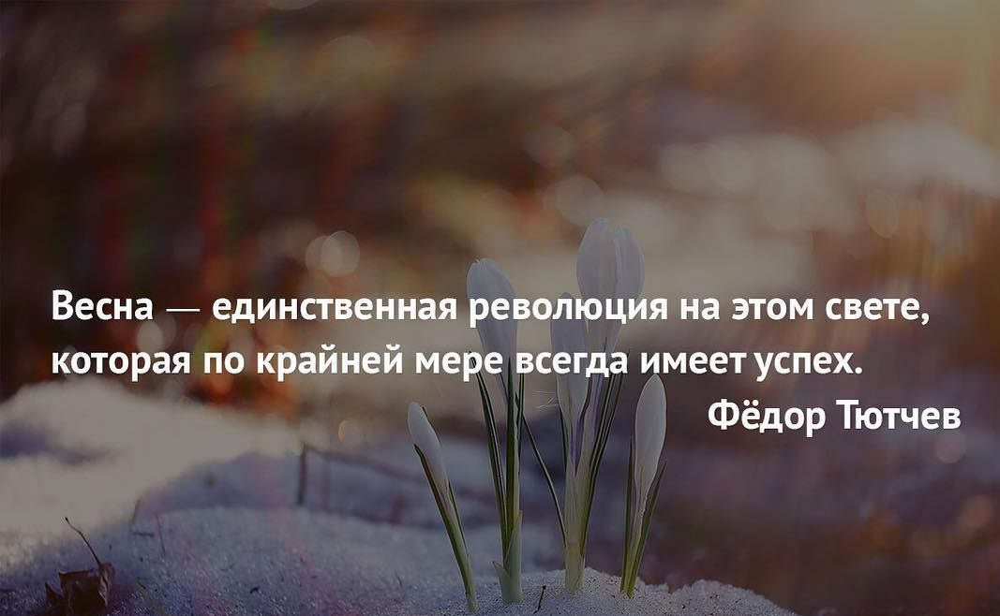 Весна — единственная революция на этом свете,
которая по крайней мере всегда имеет успех.
Фёдор Тютчев